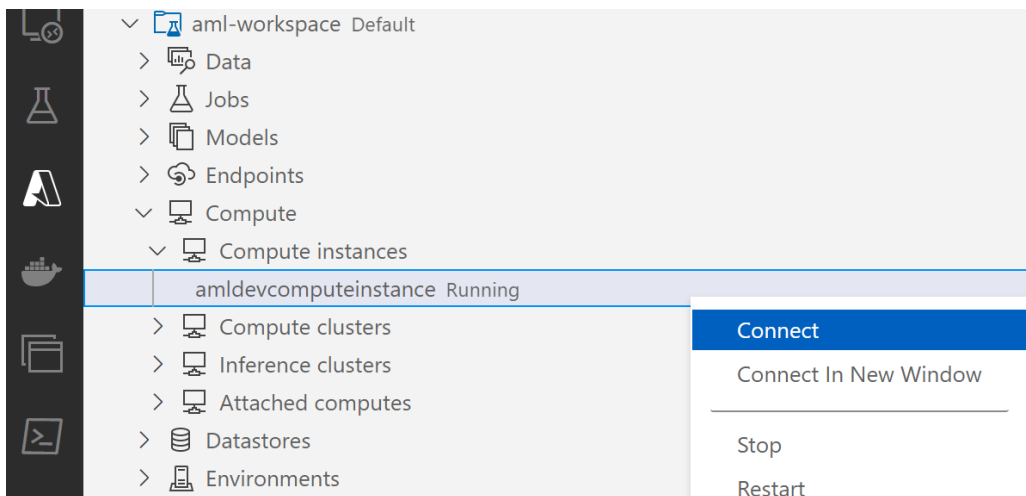 aml-workspace Default
Data
Jobs
Models
Endpoints
Compute
Compute instances
amldevcomputeinstance Running
Compute clusters
Inference clusters
Attached computes
Datastores
Environments
Connect
Connect In New Window
Stop
Restart